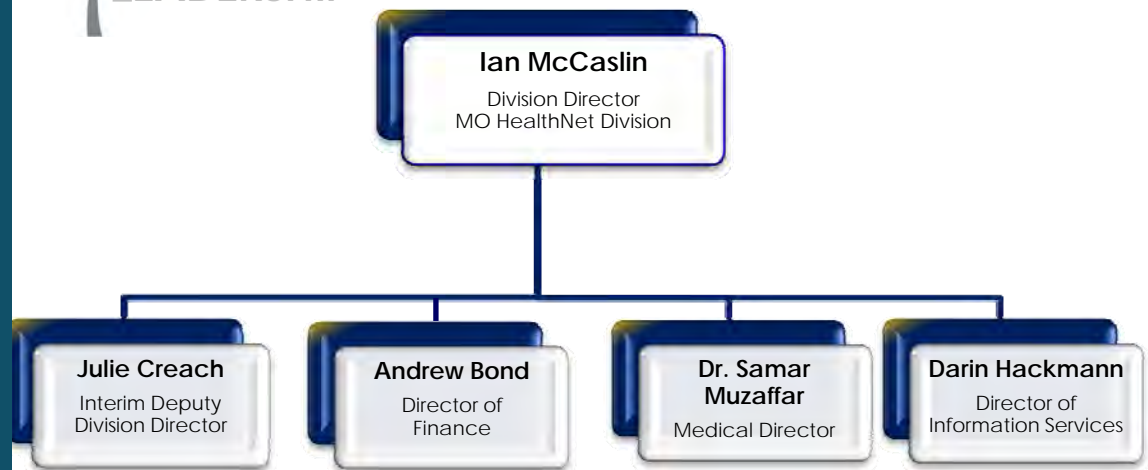 Ian McCaslin
Division Director
MO HealthNet Division
Julie Creach
Interim Deputy
Division Director
Andrew Bond
Director of
Finance
Dr. Samar
Muzaffar
Medical Director
Darin Hackmann
Director of
Information Services